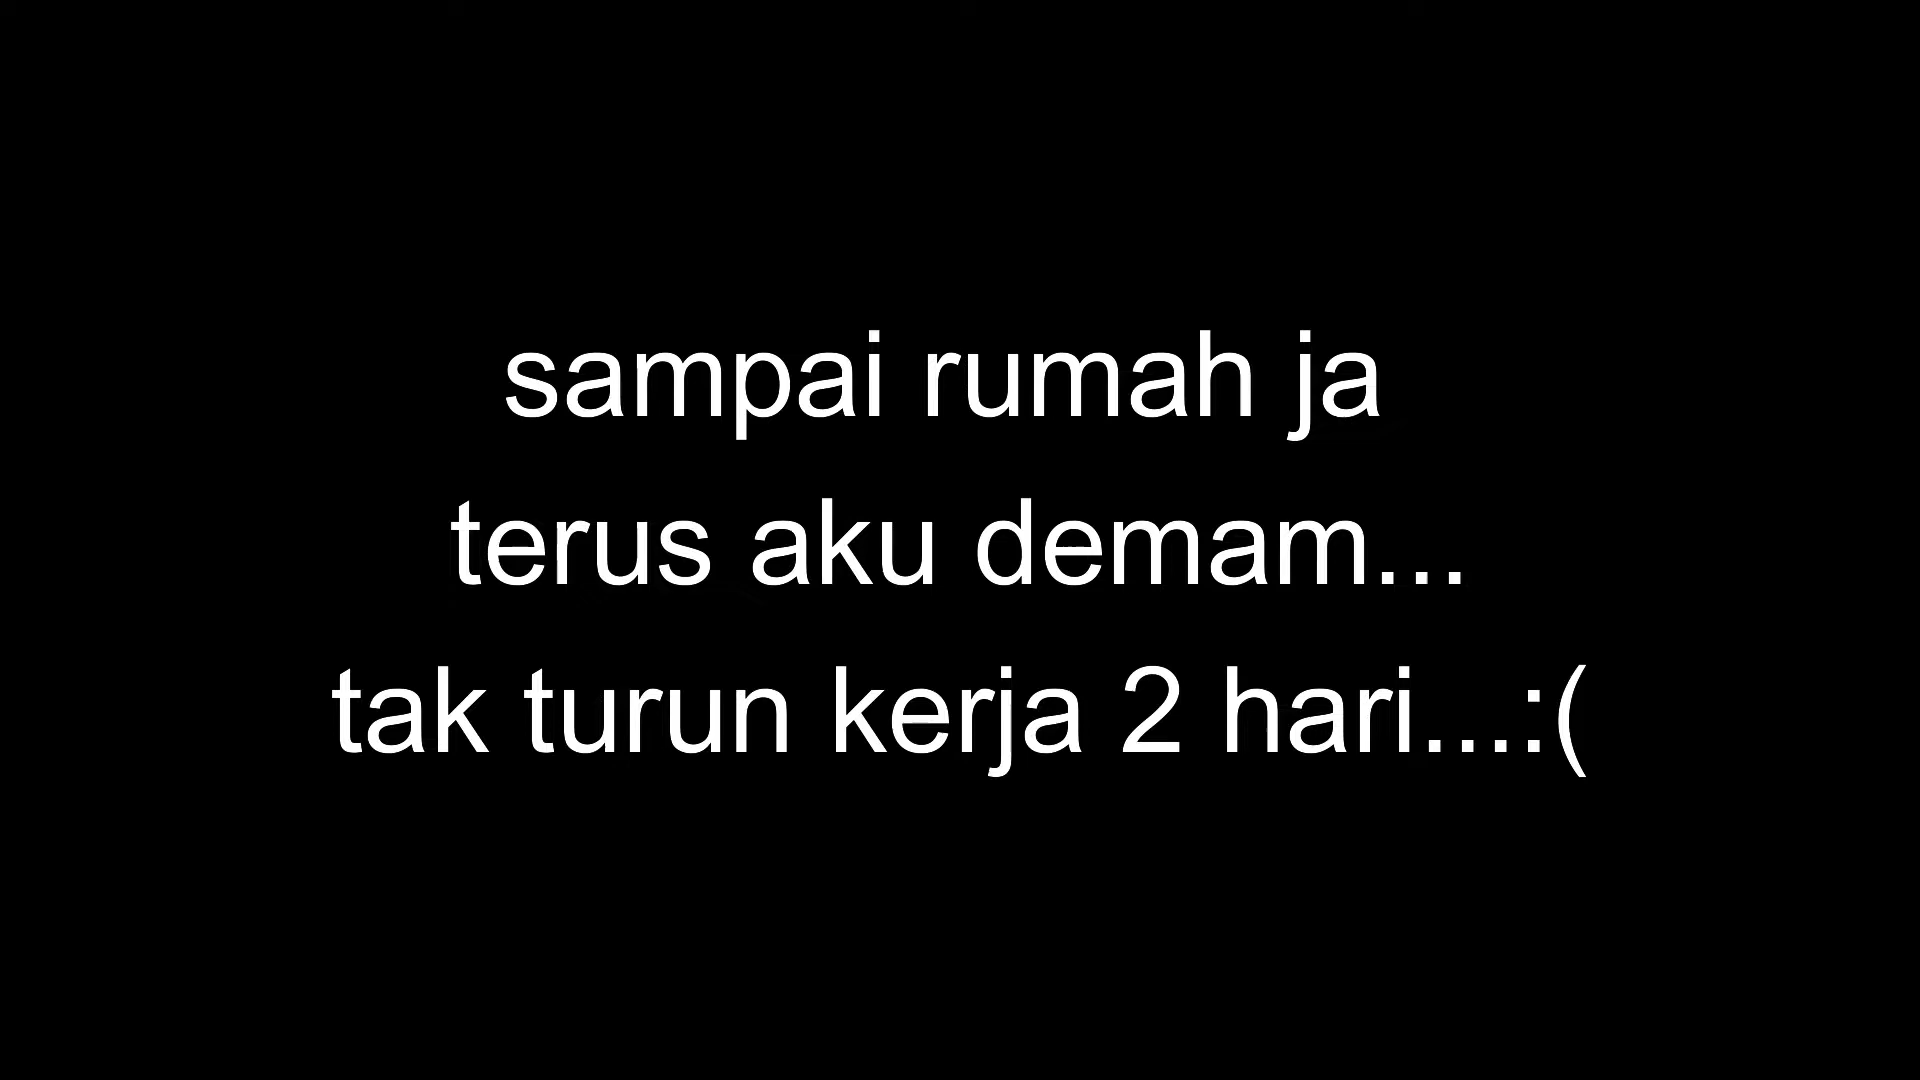 sampai rumah ja
terus aku demam...
tak turun kerja 2 hari...:(